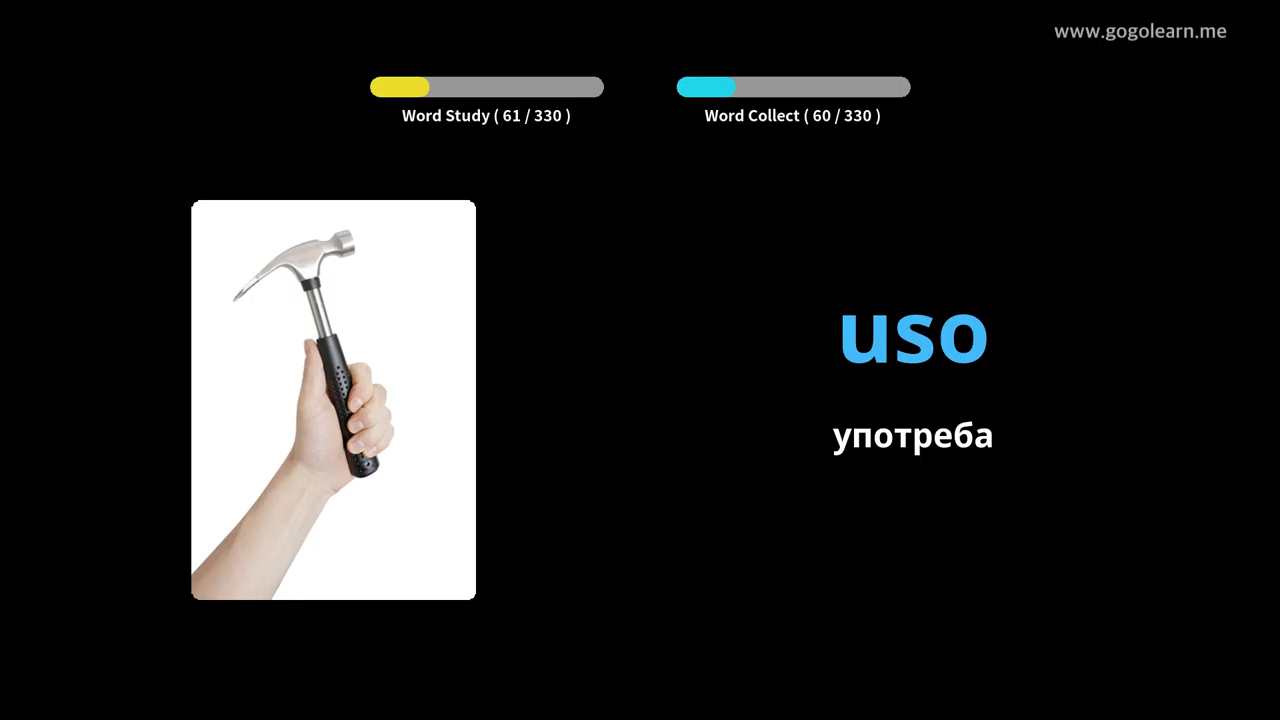 www.gogolearn.me
Word Study ( 61 / 330 )
Word Collect ( 60 / 330 )
uso
употреба